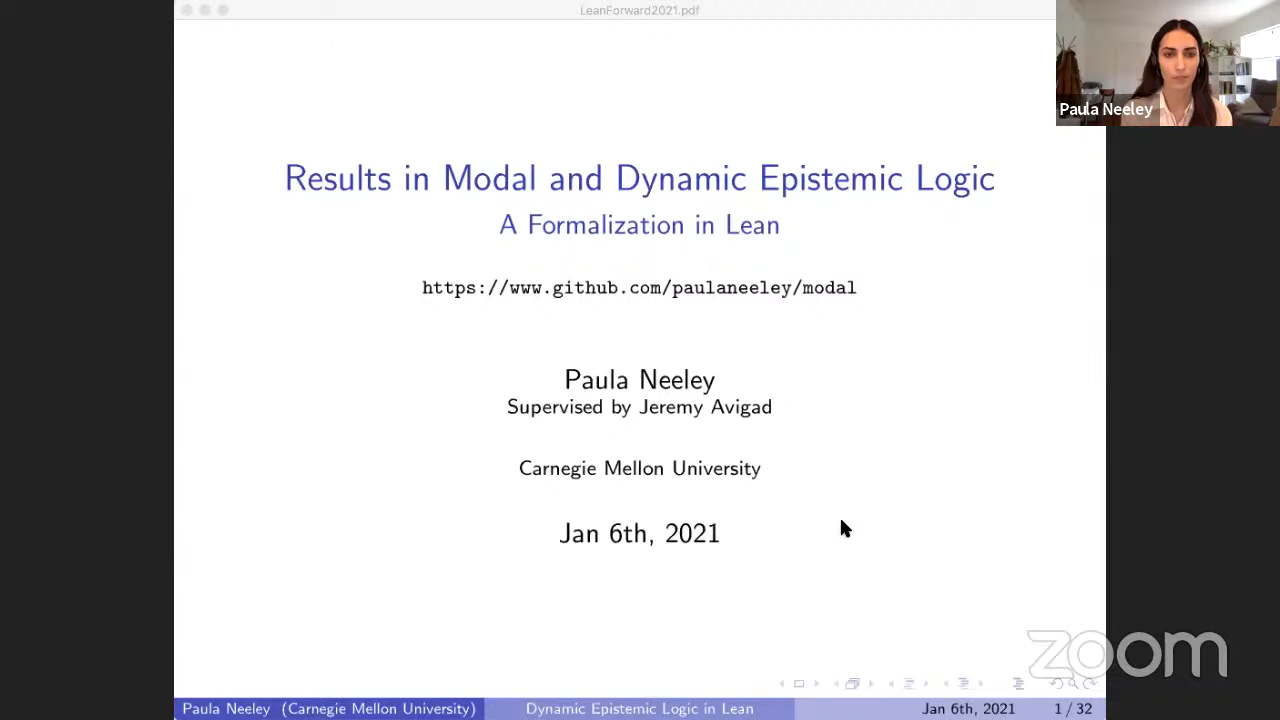 LeanForward2021.pdf
Paula Neeley
Results in Modal and Dynamic Epistemic Logic
A Formalization in Lean
https://www.github.com/paulaneeley/modal
Paula Neeley
Supervised by Jeremy Avigad
Carnegie Mellon University
Jan 6th, 2021
zoom
Paula Neeley (Carnegie Mellon University) Dynamic Epistemic Logic in Lean Jan 6th, 2021 1 / 32